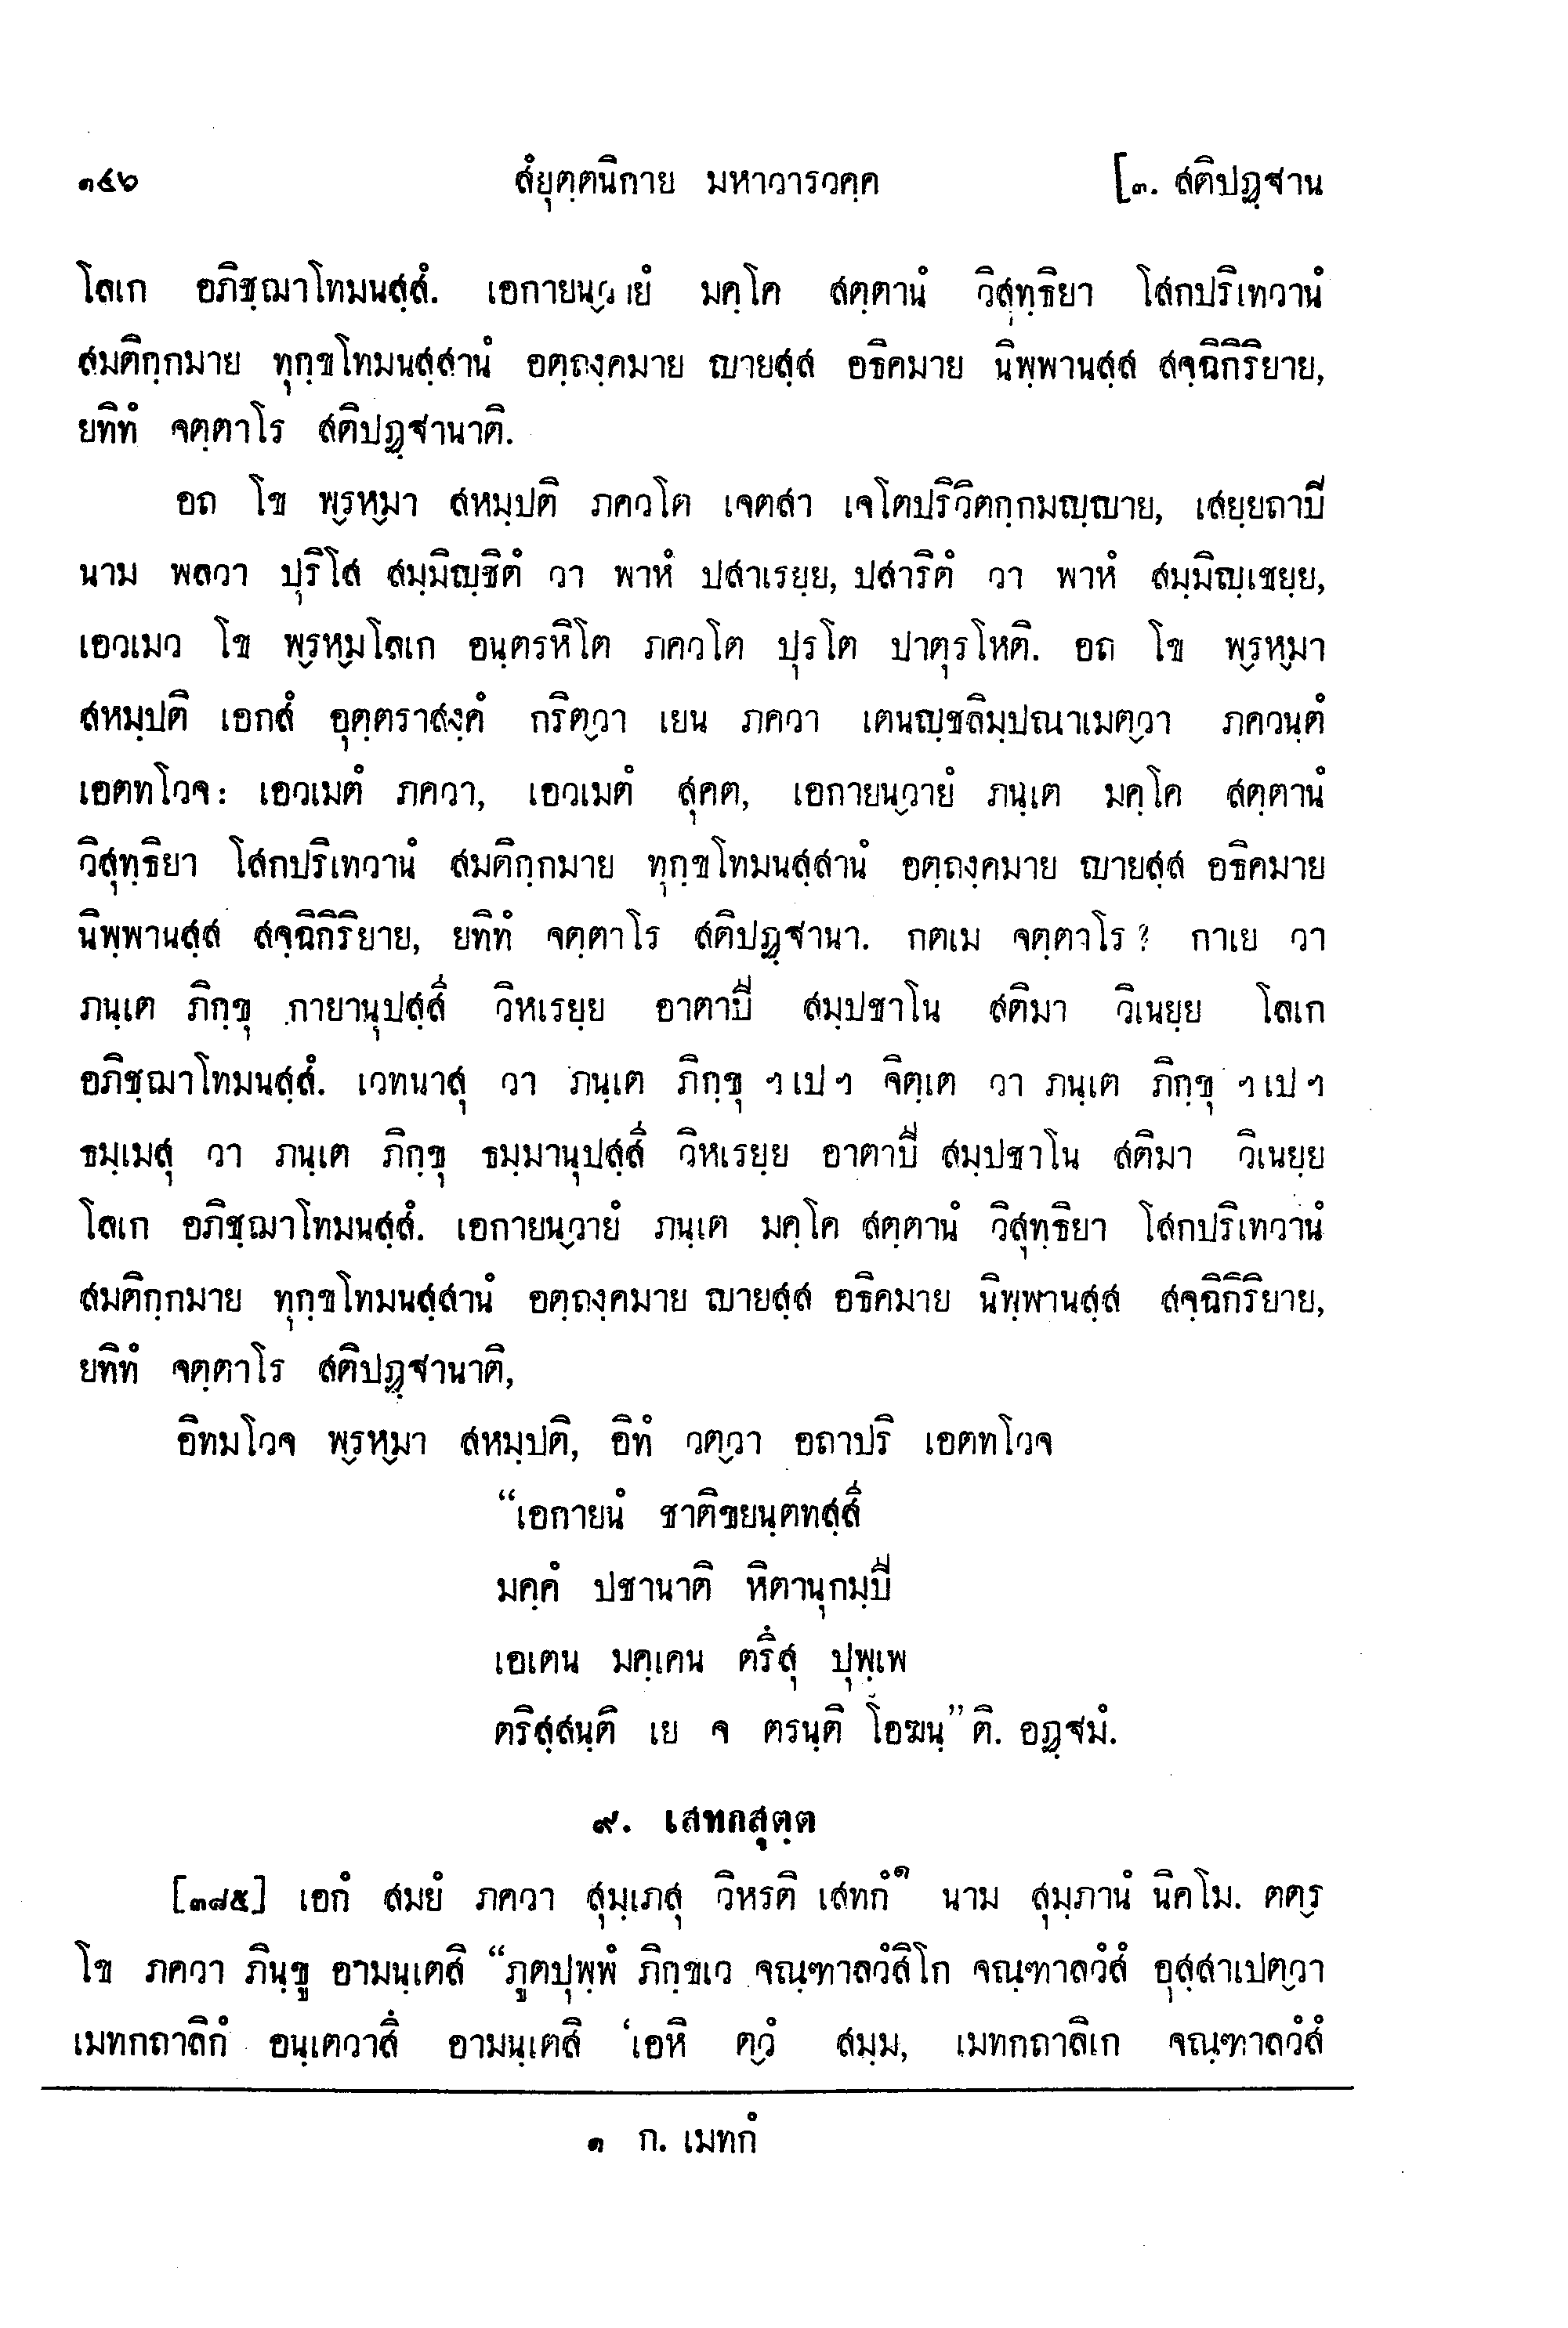 ๑๔๖ สํยุตฺตนิกาย มหาวารวคฺค [๓. สติปฏฺฐาน
โลเก อภิชฺฌาโทมนสฺสํ. เอกายนฺวายํ มคฺโค สตฺตานํ วิสุทฺธิยา โสกปริเทวานํ
สมติกฺกมาย ทุกฺขโทมนสฺสานํ อตฺถงฺคมาย ญายสฺส อธิคมาย นิพฺพานสฺส สจฺฉิกิริยาย,
ยทิทํ จตฺตาโร สติปฏฺฐานาติ.
อถ โข พฺรหฺมา สหมฺปติ ภควโต เจตสา เจโตปริวิตกฺกมญฺญาย, เสยฺยถาปิ
นาม พลวา ปุริโส สมฺมิญฺชิตํ วา พาหํ ปสาเรยฺย, ปสาริตํ วา พาหํ สมฺมิญฺเชยฺย,
เอวเมว โข พฺรหฺมโลเก อนฺตรหิโต ภควโต ปุรโต ปาตุรโหติ. อถ โข พฺรหฺมา
สหมฺปติ เอกสํ อุตฺตราสงฺคํ กริตฺวา เยน ภควา เตนญฺชลิมฺปณาเมตฺวา ภควนฺตํ
เอตทโวจ: เอวเมตํ ภควา, เอวเมตํ สุคต, เอกายนฺวายํ ภนฺเต มคฺโค สตฺตานํ
วิสุทฺธิยา โสกปริเทวานํ สมติกฺกมาย ทุกฺขโทมนสฺสานํ อตฺถงฺคมาย ญายสฺส อธิคมาย
นิพฺพานสฺส สจฺฉิกิริยาย, ยทิทํ จตฺตาโร สติปฏฺฐานา. กตเม จตฺตาโร? กาเย วา
ภนฺเต ภิกฺขุ กายานุปสฺสึ วิหเรยฺย อาตาปี สมฺปชาโน สติมา วิเนยฺย โลเก
อภิชฺฌาโทมนสฺสํ. เวทนาสุ วา ภนฺเต ภิกฺขุ ฯเปฯ จิตฺเต วา ภนฺเต ภิกฺขุ ฯเปฯ
ธมฺเมสุ วา ภนฺเต ภิกฺขุ ธมฺมานุปสฺสึ วิหเรยฺย อาตาปี สมฺปชาโน สติมา วิเนยฺย
โลเก อภิชฺฌาโทมนสฺสํ. เอกายนฺวายํ ภนฺเต มคฺโค สตฺตานํ วิสุทฺธิยา โสกปริเทวานํ
สมติกฺกมาย ทุกฺขโทมนสฺสานํ อตฺถงฺคมาย ญายสฺส อธิคมาย นิพฺพานสฺส สจฺฉิกิริยาย,
ยทิทํ จตฺตาโร สติปฏฺฐานาติ,
อิทมโวจ พฺรหฺมา สหมฺปติ, อิทํ วตฺวา อถาปริ เอตทโวจ
“เอกายนํ ชาติขยนฺตทสฺสึ
มคฺคํ ปชานาติ หิตานุกมฺปี
เอเตน มคฺเคน ตรึสุ ปุพฺเพ
ตริสฺสนฺติ เย จ ตรนฺติ โอฆนฺ”ติ. อฏฺฐมํ.
๙. เสทกสุตฺต
[๓๘๕] เอกํ สมยํ ภควา สุมฺเภสุ วิหรติ เสทกํ๑ นาม สุมฺภานํ นิคโม. ตตฺร
โข ภควา ภินฺขู อามนฺเตสิ “ภูตปุพฺพํ ภิกฺขเว จณฺฑาลวํสิโก จณฺฑาลวํสํ อุสฺสาเปตฺวา
เมทกถาลิกํ อนฺเตวาสึ อามนฺเตสิ ‘เอหิ ตฺวํ สมฺม, เมทกถาลิเก จณฺฑาลวํสํ
๑ ก. เมทกํ